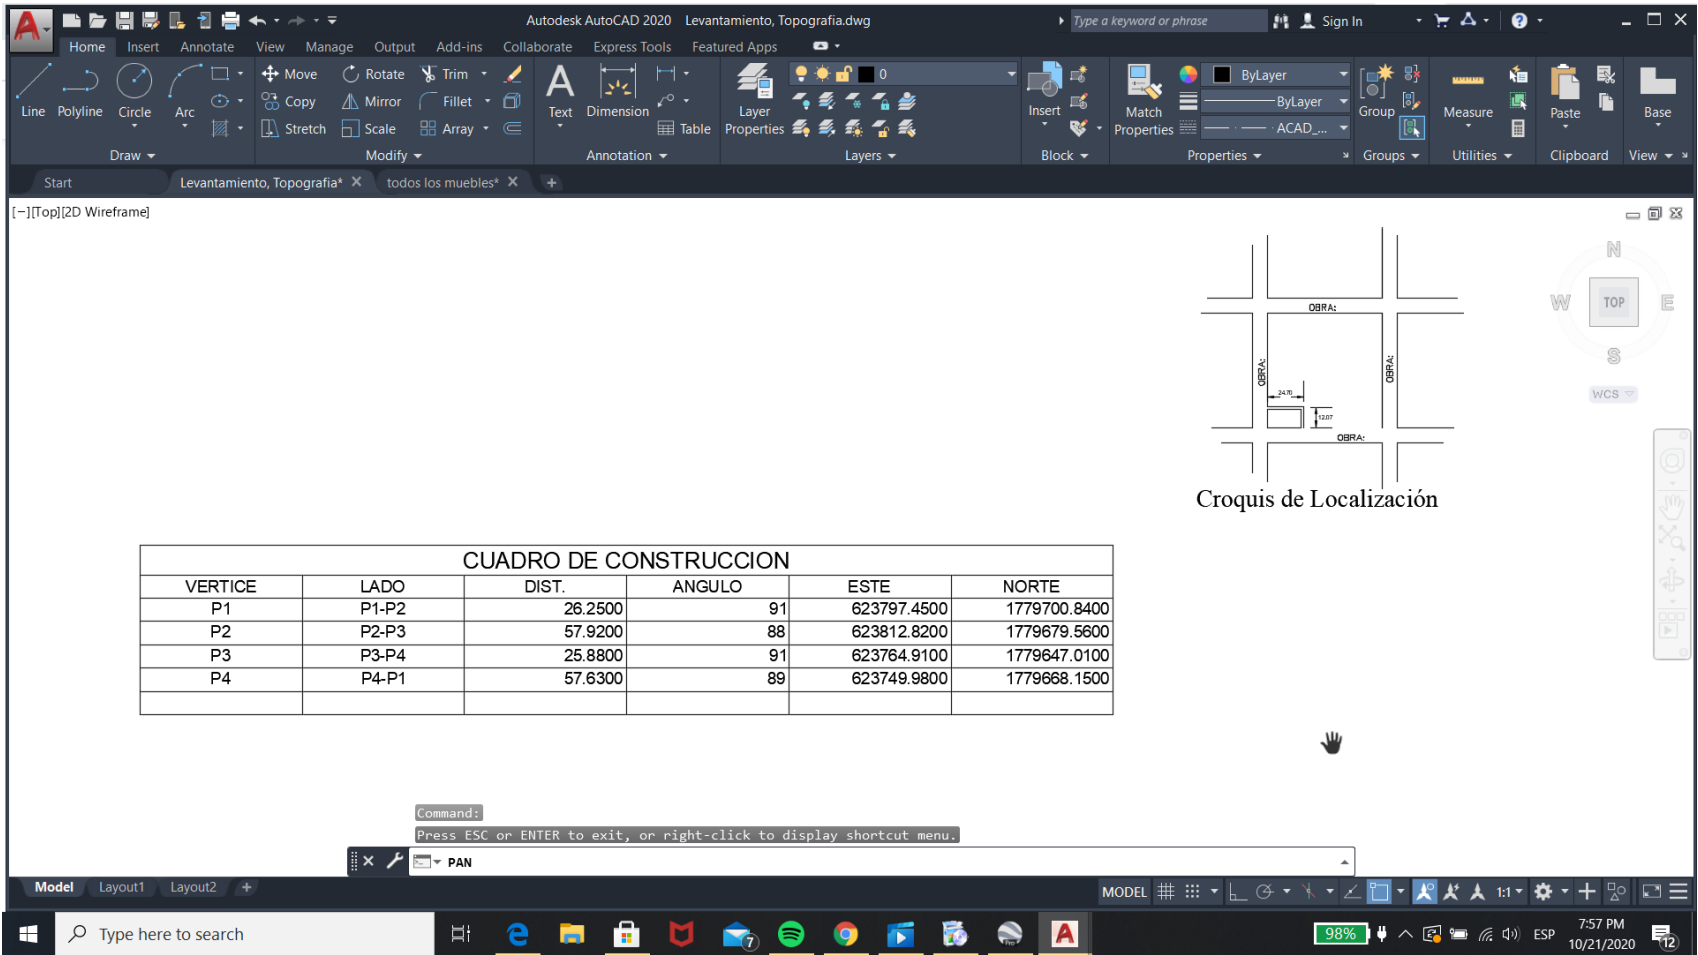 Autodesk AutoCAD 2020 Levantamiento, Topografia.dwg
Type a keyword or phrase
Sign In
Home Insert Annotate View Manage Output Add-ins Collaborate Express Tools Featured Apps
Line Polyline Circle Arc
Move Rotate Trim
Copy Mirror Fillet
Stretch Scale Array
Text Dimension Table
Layer Properties
0
Insert
Match Properties
ByLayer
ByLayer
ACAD_...
Group Measure Paste Base
Draw Modify Annotation Layers Block Properties Groups Utilities Clipboard View
Start Levantamiento, Topografia* todos los muebles*
[−][Top][2D Wireframe]
N
W TOP E
S
WCS
OBRA:
OBRA:
OBRA:
24.70
12.07
OBRA:
Croquis de Localización
CUADRO DE CONSTRUCCION
VERTICE LADO DIST. ANGULO ESTE NORTE
P1 P1-P2 26.2500 91 623797.4500 1779700.8400
P2 P2-P3 57.9200 88 623812.8200 1779679.5600
P3 P3-P4 25.8800 91 623764.9100 1779647.0100
P4 P4-P1 57.6300 89 623749.9800 1779668.1500
Command:
Press ESC or ENTER to exit, or right-click to display shortcut menu.
PAN
Model Layout1 Layout2
MODEL 1:1
Type here to search
7
Pro
98%
ESP
7:57 PM
10/21/2020
12